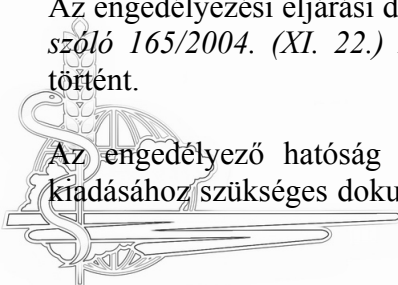 Az engedélyezési eljárási d
szóló 165/2004. (XI. 22.)
történt.
Az engedélyező hatóság
kiadásához szükséges doku